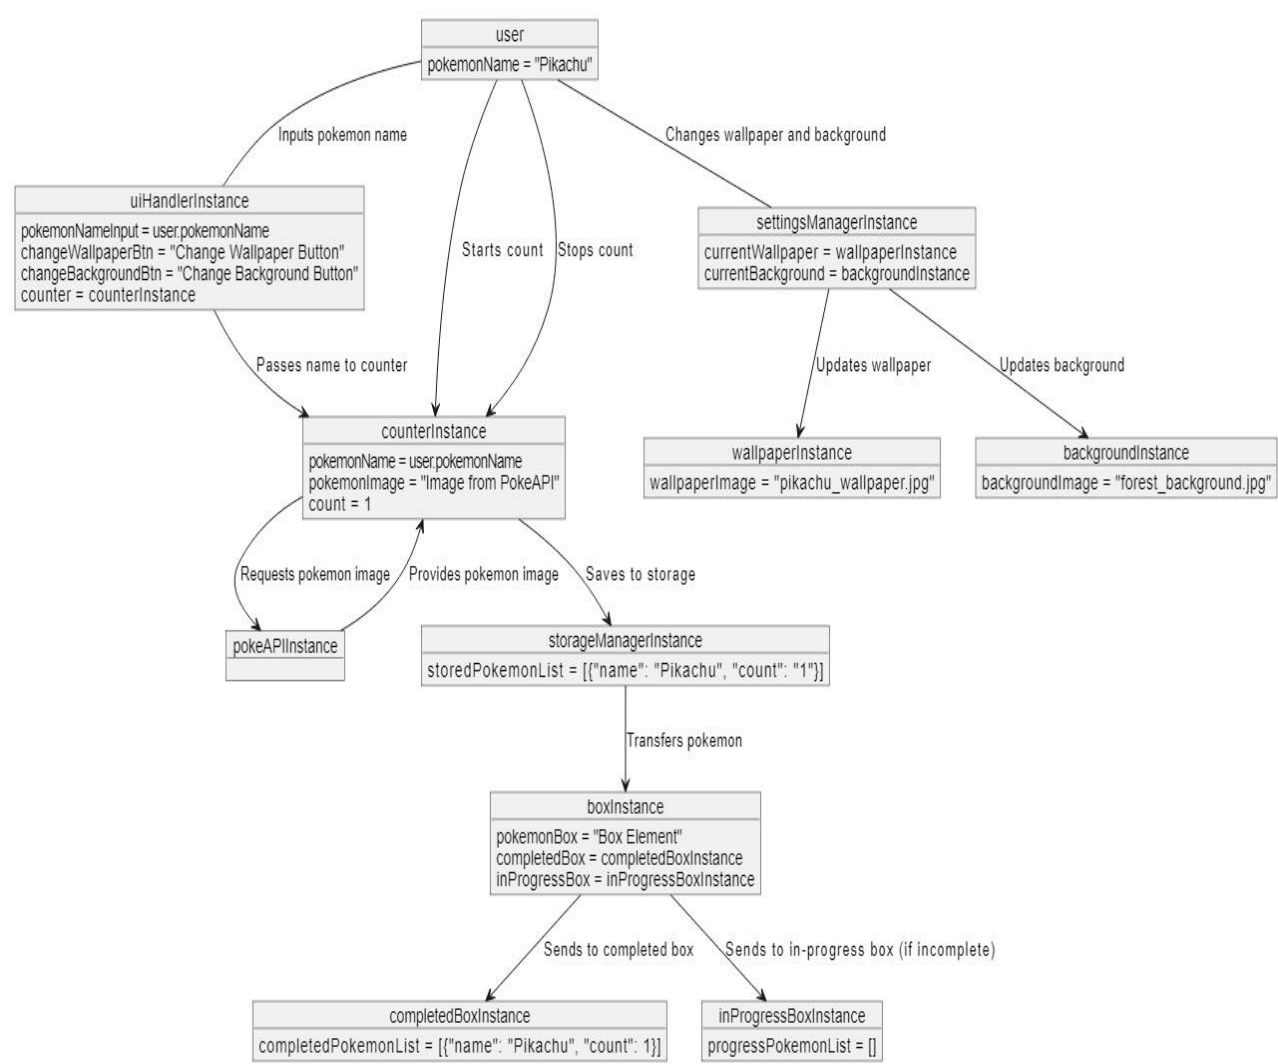 user
pokemonName = "Pikachu"
Inputs pokemon name
Changes wallpaper and background
uiHandlerInstance
pokemonNameInput = user.pokemonName
changeWallpaperBtn = "Change Wallpaper Button"
changeBackgroundBtn = "Change Background Button"
counter = counterInstance
Starts count
Stops count
settingsManagerInstance
currentWallpaper = wallpaperInstance
currentBackground = backgroundInstance
Passes name to counter
Updates wallpaper
Updates background
counterInstance
pokemonName = user.pokemonName
pokemonImage = "Image from PokeAPI"
count = 1
wallpaperInstance
wallpaperImage = "pikachu_wallpaper.jpg"
backgroundInstance
backgroundImage = "forest_background.jpg"
Requests pokemon image
Provides pokemon image
Saves to storage
pokeAPIInstance
storageManagerInstance
storedPokemonList = [{"name": "Pikachu", "count": "1"}]
Transfers pokemon
boxInstance
pokemonBox = "Box Element"
completedBox = completedBoxInstance
inProgressBox = inProgressBoxInstance
Sends to completed box
Sends to in-progress box (if incomplete)
completedBoxInstance
completedPokemonList = [{"name": "Pikachu", "count": 1}]
inProgressBoxInstance
progressPokemonList = []